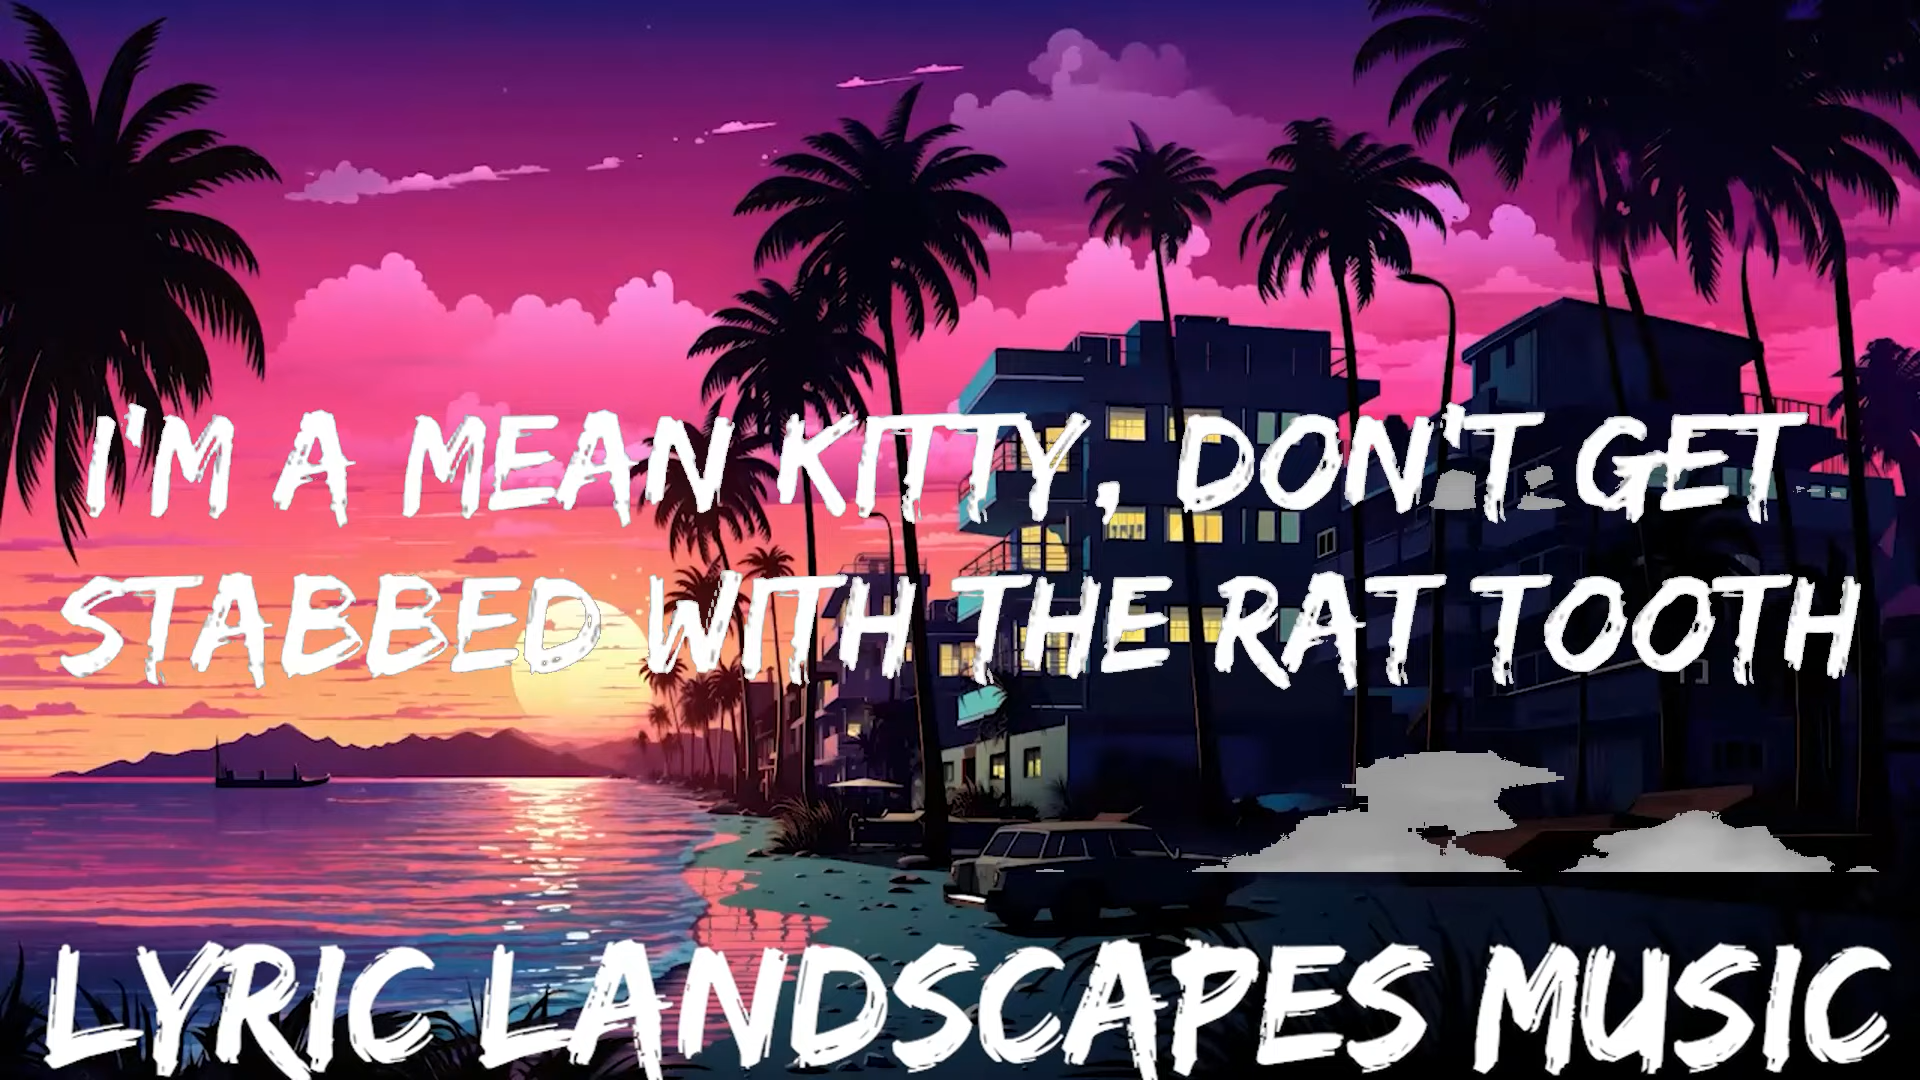 I'M A MEAN KITTY, DON'T GET
STABBED WITH THE RAT TOOTH
LYRIC LANDSCAPES MUSIC